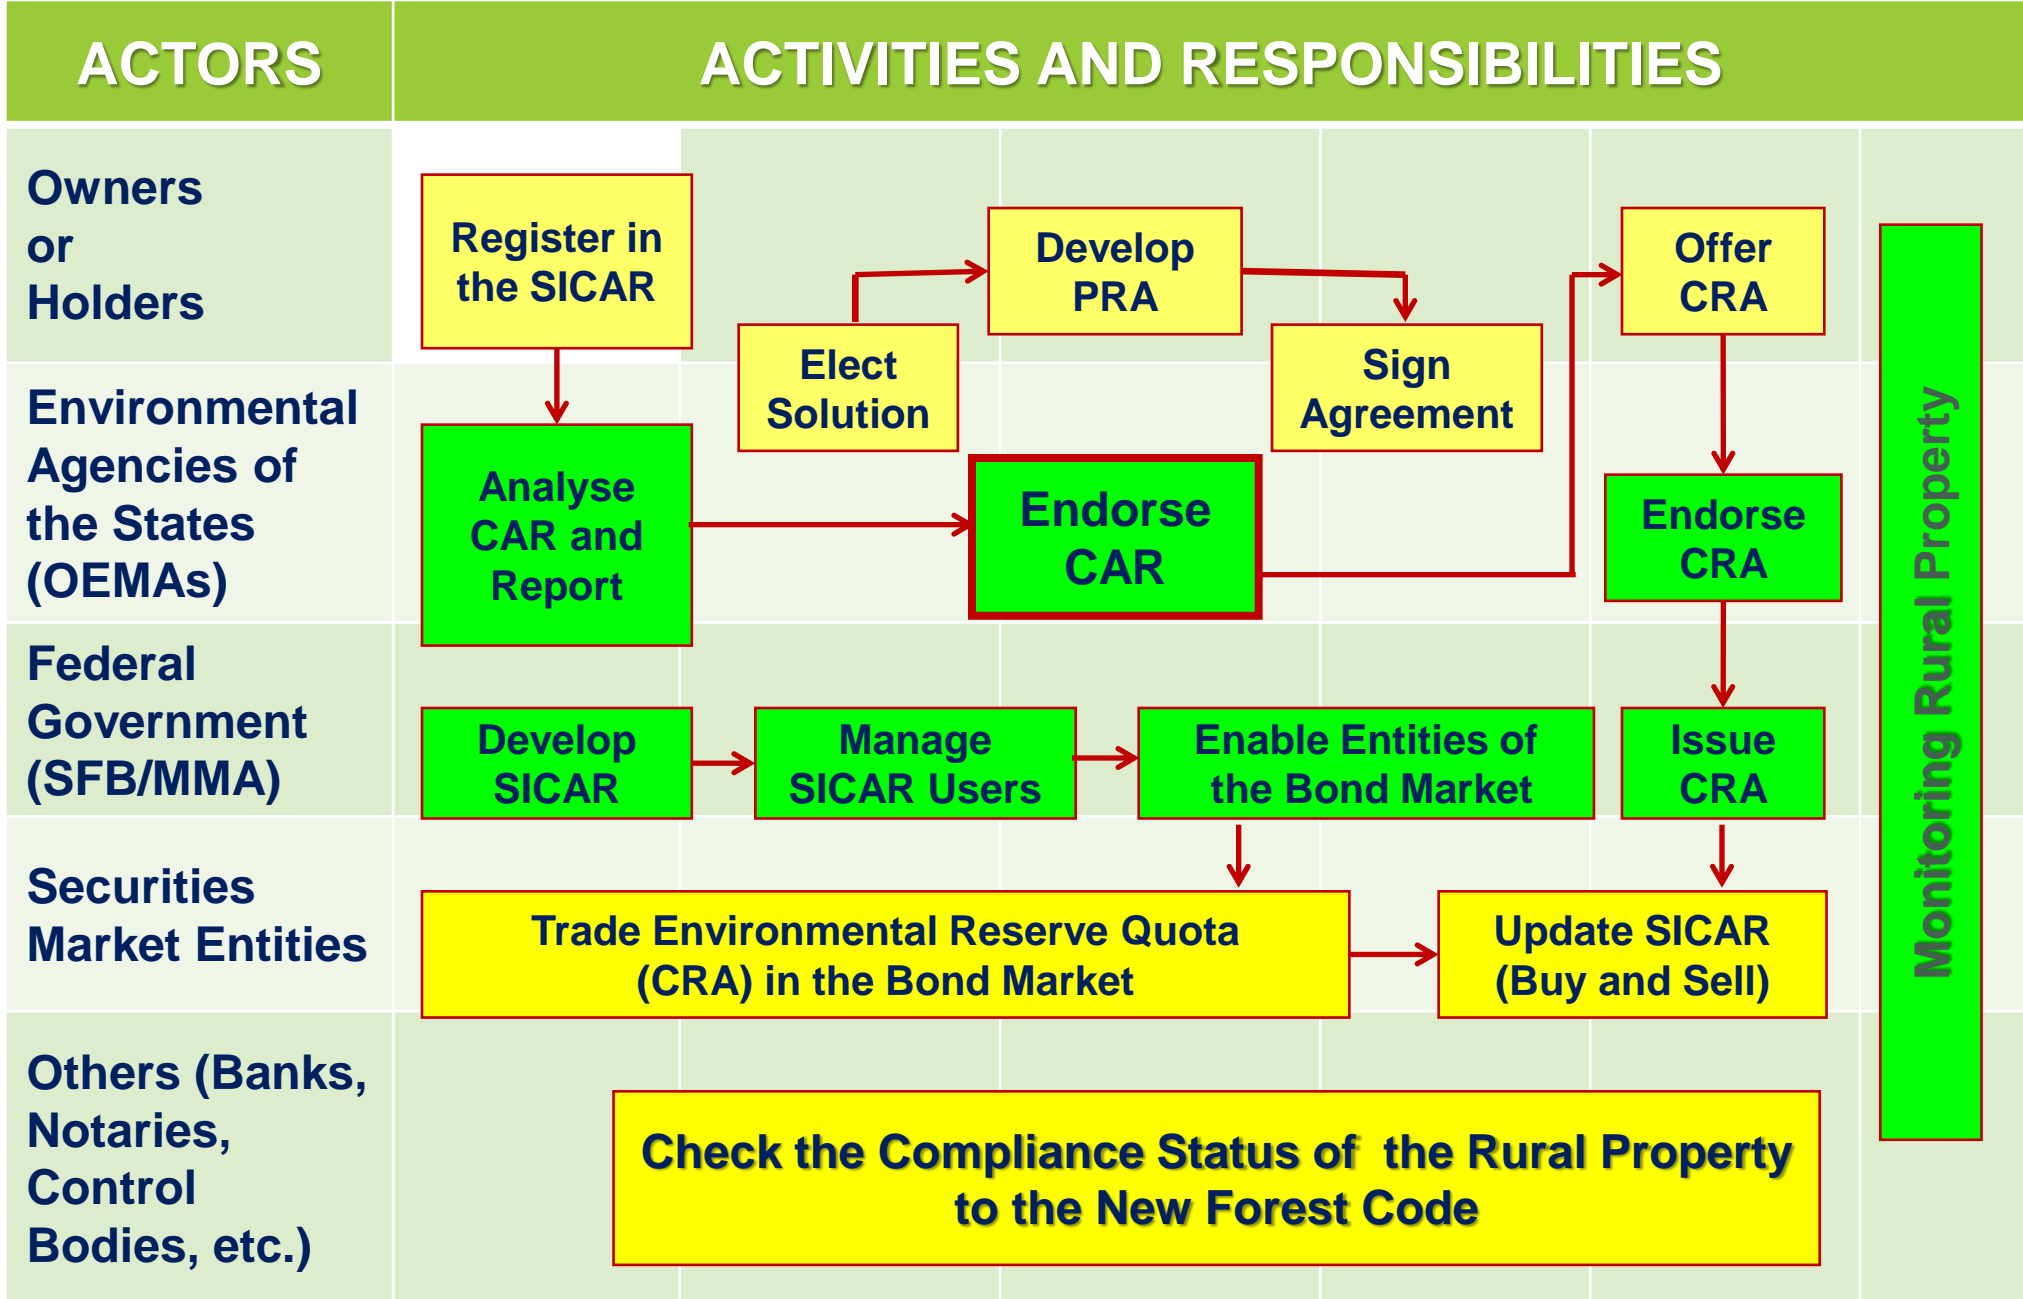 ACTORS
ACTIVITIES AND RESPONSIBILITIES
Owners
or
Holders
Register in
the SICAR
Elect
Solution
Develop
PRA
Sign
Agreement
Offer
CRA
Environmental
Agencies of
the States
(OEMAs)
Analyse
CAR and
Report
Endorse
CAR
Endorse
CRA
Federal
Government
(SFB/MMA)
Develop
SICAR
Manage
SICAR Users
Enable Entities of
the Bond Market
Issue
CRA
Securities
Market Entities
Trade Environmental Reserve Quota
(CRA) in the Bond Market
Update SICAR
(Buy and Sell)
Others (Banks,
Notaries,
Control
Bodies, etc.)
Check the Compliance Status of  the Rural Property
to the New Forest Code
Monitoring Rural Property